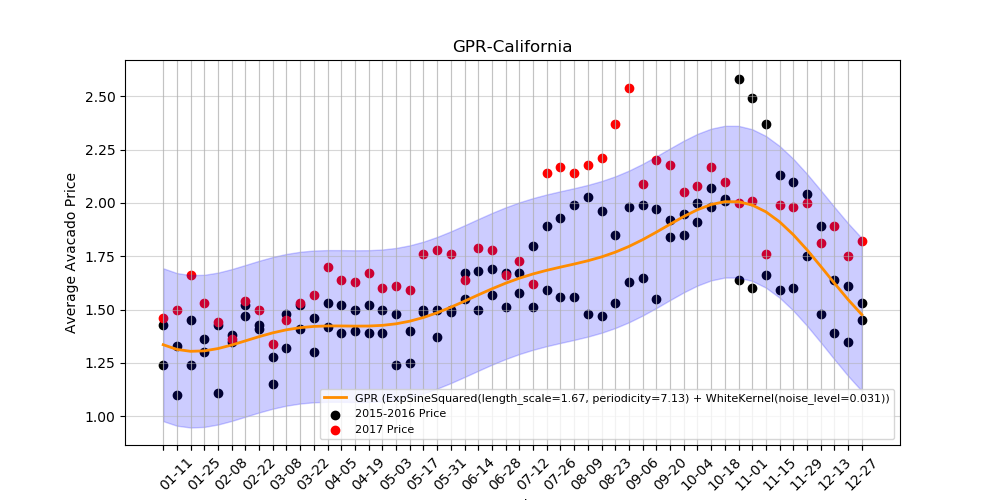 GPR-California
Average Avacado Price
2.50
2.25
2.00
1.75
1.50
1.25
1.00
GPR (ExpSineSquared(length_scale=1.67, periodicity=7.13) + WhiteKernel(noise_level=0.031))
2015-2016 Price
2017 Price
01-11 01-25 02-08 02-22 03-08 03-22 04-05 04-19 05-03 05-17 05-31 06-14 06-28 07-12 07-26 08-09 08-23 09-06 09-20 10-04 10-18 11-01 11-15 11-29 12-13 12-27